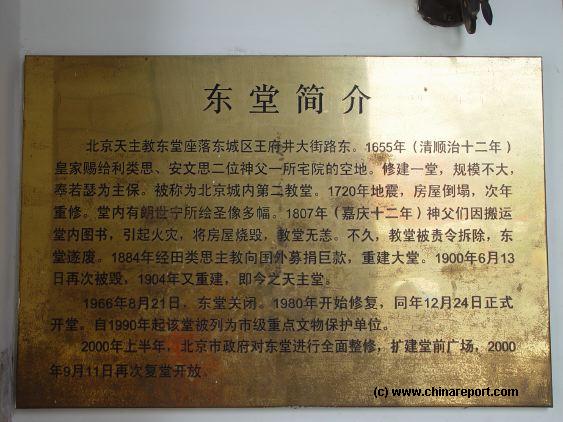 东堂简介
北京天主教东堂座落东城区王府井大街路东。1655年（清顺治十二年）
皇家赐给利类思、安文思二位神父一所宅院的空地。修建一堂，规模不大，
奉若瑟为主保。被称为北京城内第二教堂。1720年地震，房屋倒塌，次年
重修。堂内有朗世宁所绘圣像多幅。1807年（嘉庆十二年）神父们因搬运
堂内图书，引起火灾，将房屋烧毁，教堂无恙。不久，教堂被责令拆除，东
堂遂废。1884年经田类思主教向国外募捐巨款，重建大堂。1900年6月13
日再次被毁，1904年又重建，即今之天主堂。
1966年8月21日，东堂关闭。1980年开始修复，同年12月24日正式
开堂。自1990年起该堂被列为市级重点文物保护单位。
2000年上半年，北京市政府对东堂进行全面整修，扩建堂前广场，2000
年9月11日再次复堂开放。
(c) www.chinareport.com